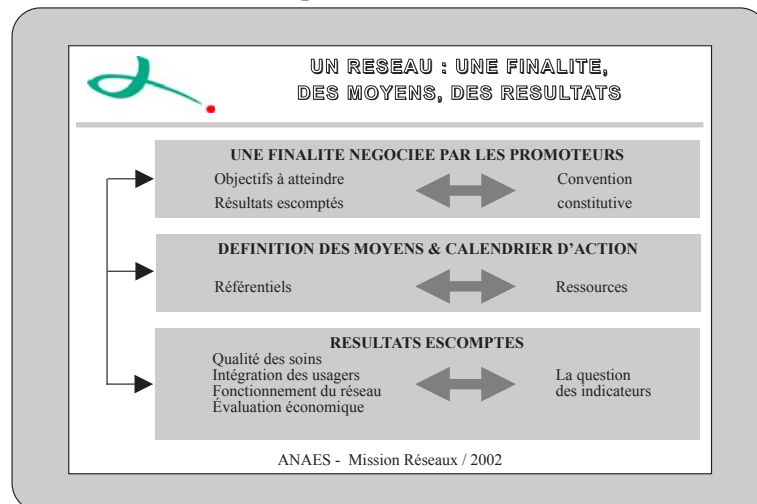 UN RESEAU : UNE FINALITE,
DES MOYENS, DES RESULTATS
UNE FINALITE NEGOCIEE PAR LES PROMOTEURS
Objectifs à atteindre
Résultats escomptés
Convention
constitutive
DEFINITION DES MOYENS & CALENDRIER D’ACTION
Référentiels
Ressources
RESULTATS ESCOMPTES
Qualité des soins
Intégration des usagers
Fonctionnement du réseau
Évaluation économique
La question
des indicateurs
ANAES - Mission Réseaux / 2002